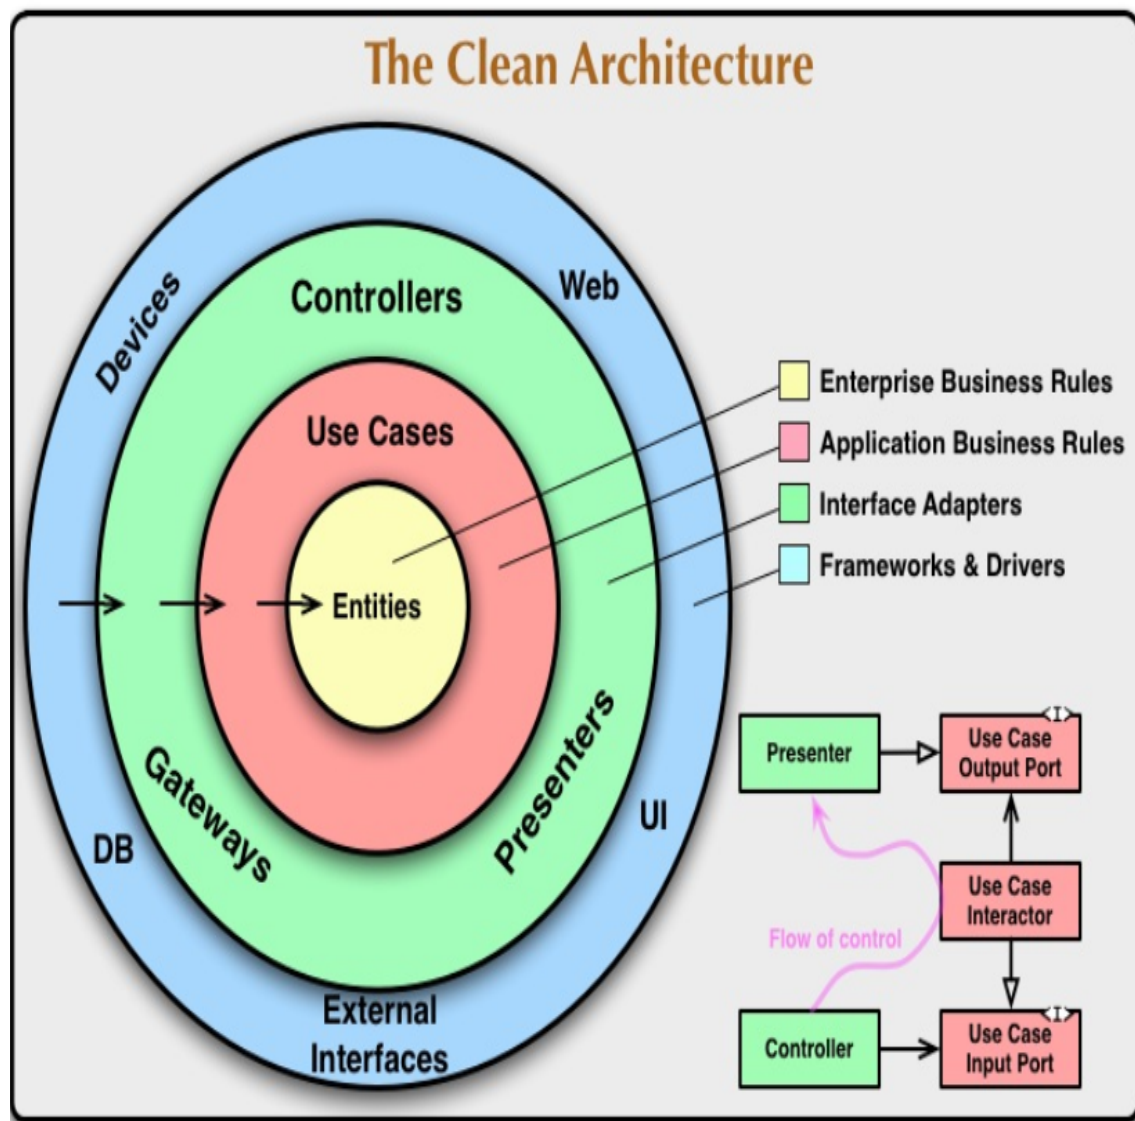 The Clean Architecture
Devices
Web
Controllers
Use Cases
Entities
Gateways
Presenters
DB
UI
External
Interfaces
Enterprise Business Rules
Application Business Rules
Interface Adapters
Frameworks & Drivers
Presenter
Use Case
Output Port
<I>
Use Case
Interactor
Flow of control
Controller
Use Case
Input Port
<I>